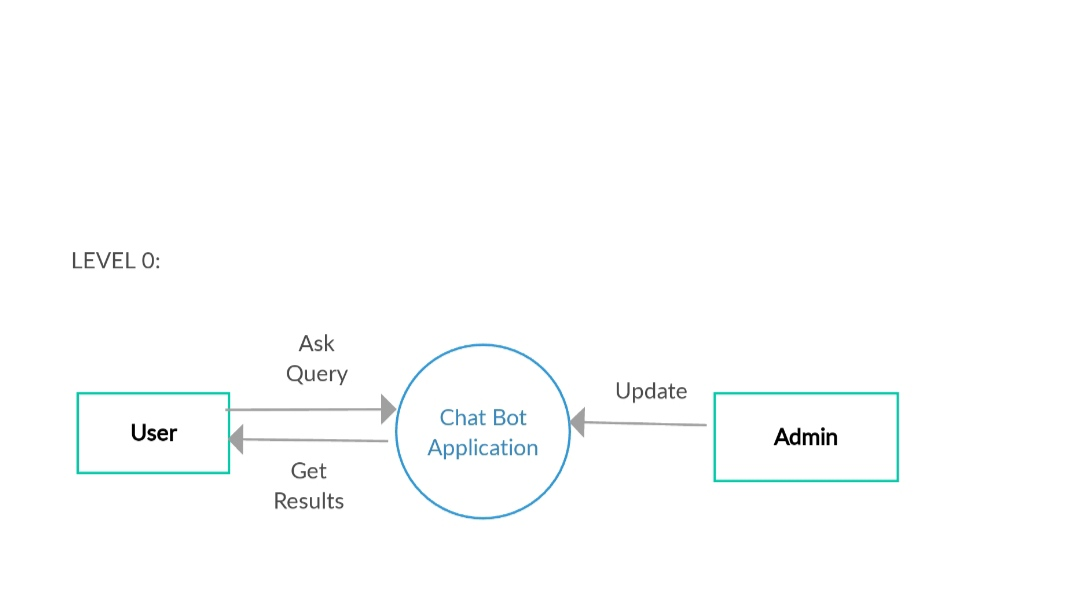 LEVEL 0:
Ask
Query
User
Get
Results
Chat Bot
Application
Update
Admin